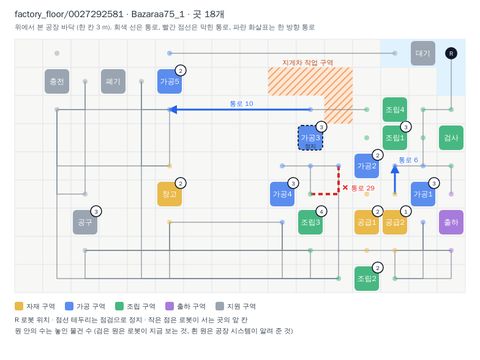 factory_floor/0027292581 · Bazaraa75_1 · 곳 18개
위에서 본 공장 바닥 (한 칸 3 m). 회색 선은 통로, 빨간 점선은 막힌 통로, 파란 화살표는 한 방향 통로
대기
R
지게차 작업 구역
충전
폐기
가공5
2
통로 10
조립4
가공3
3
정지
조립1
3
검사
가공2
2
통로 6
통로 29
창고
2
가공4
3
가공1
3
공구
3
조립3
4
공급1
2
공급2
1
출하
조립2
2
자재 구역
가공 구역
조립 구역
출하 구역
지원 구역
R 로봇 위치 · 점선 테두리는 점검으로 정지 · 작은 점은 로봇이 서는 곳의 앞 칸
원 안의 수는 놓인 물건 수 (검은 원은 로봇이 지금 보는 것, 흰 원은 공장 시스템이 알려 준 것)